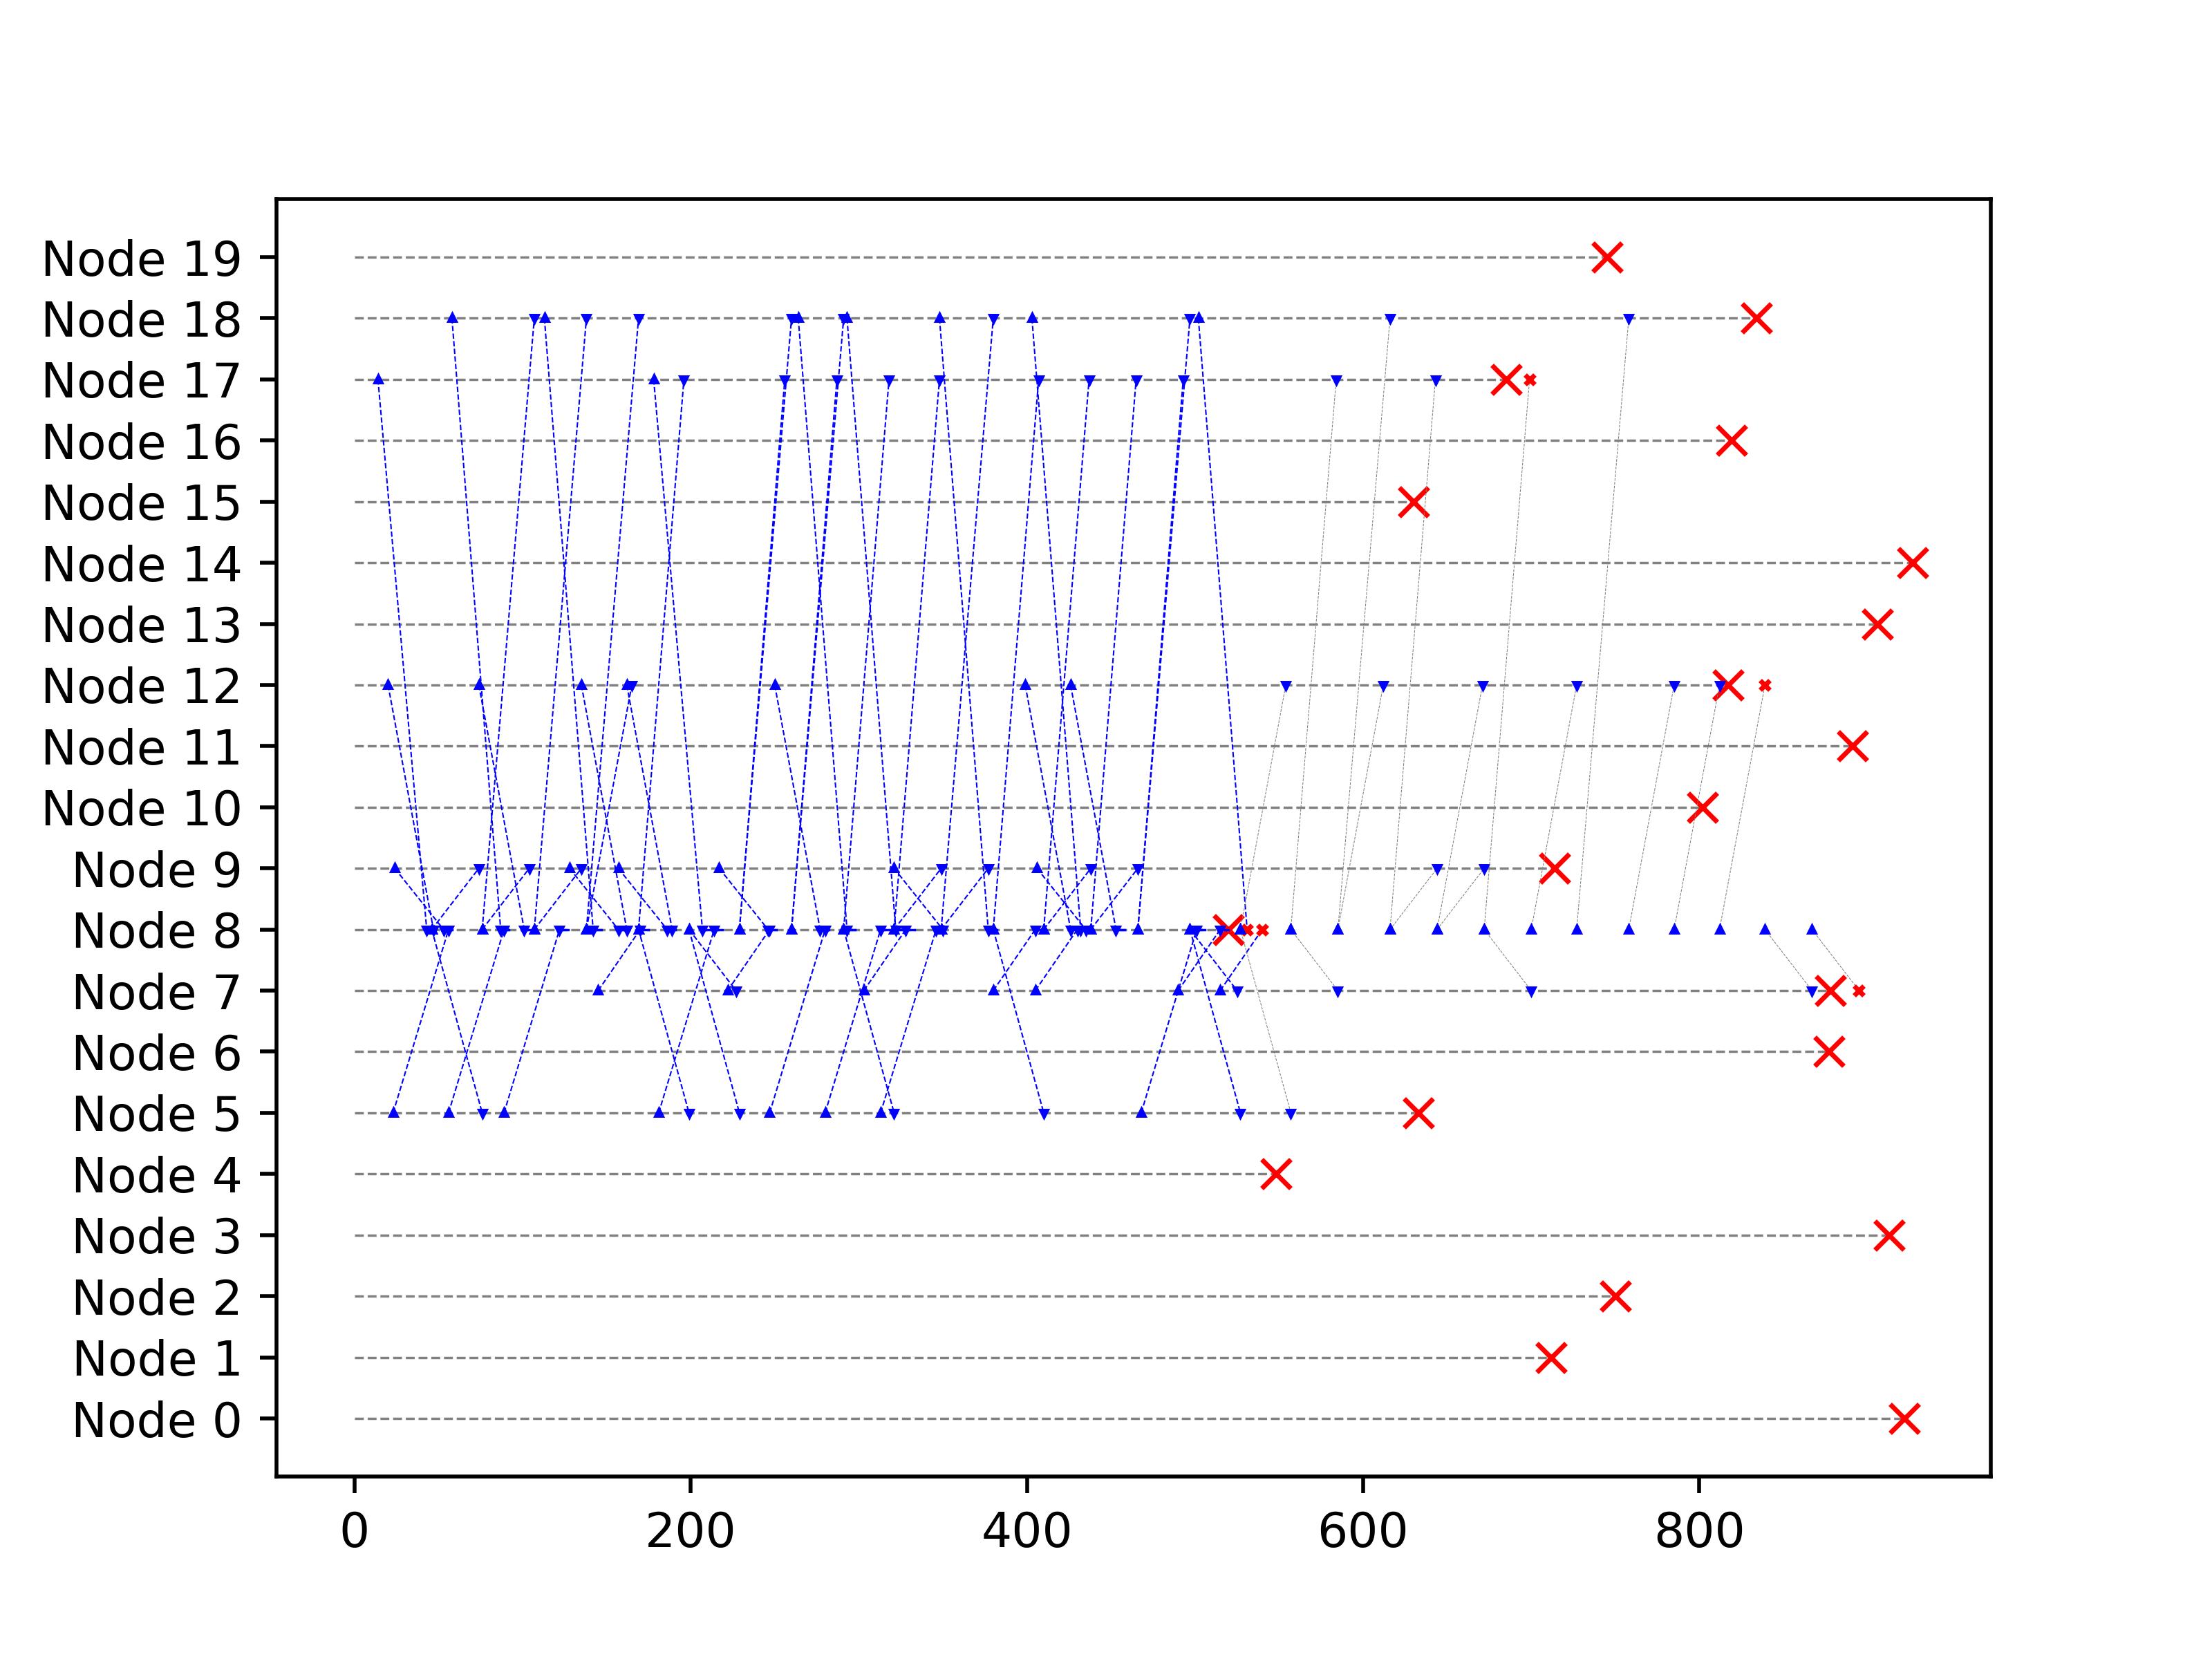 Node 19
Node 18
Node 17
Node 16
Node 15
Node 14
Node 13
Node 12
Node 11
Node 10
Node 9
Node 8
Node 7
Node 6
Node 5
Node 4
Node 3
Node 2
Node 1
Node 0
0 200 400 600 800